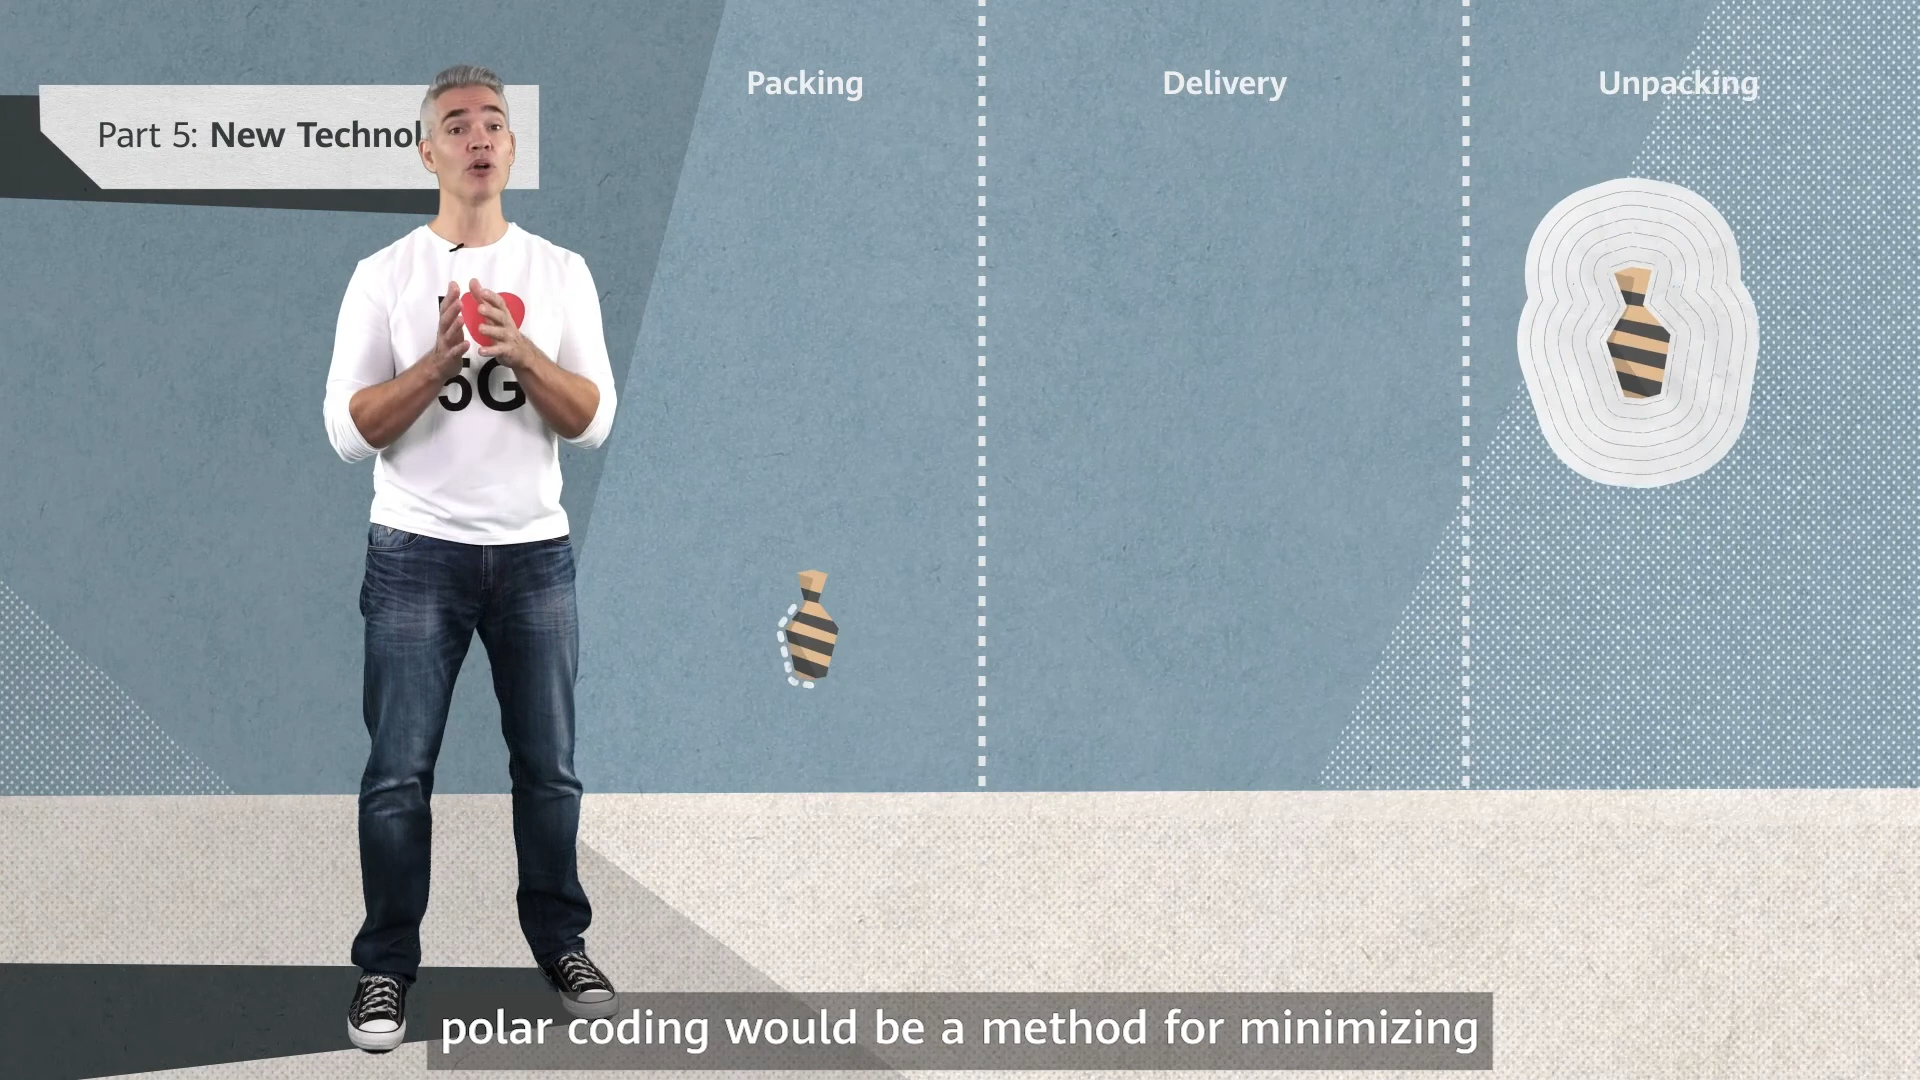 Part 5: New Technol
Packing
Delivery
Unpacking
5G
polar coding would be a method for minimizing